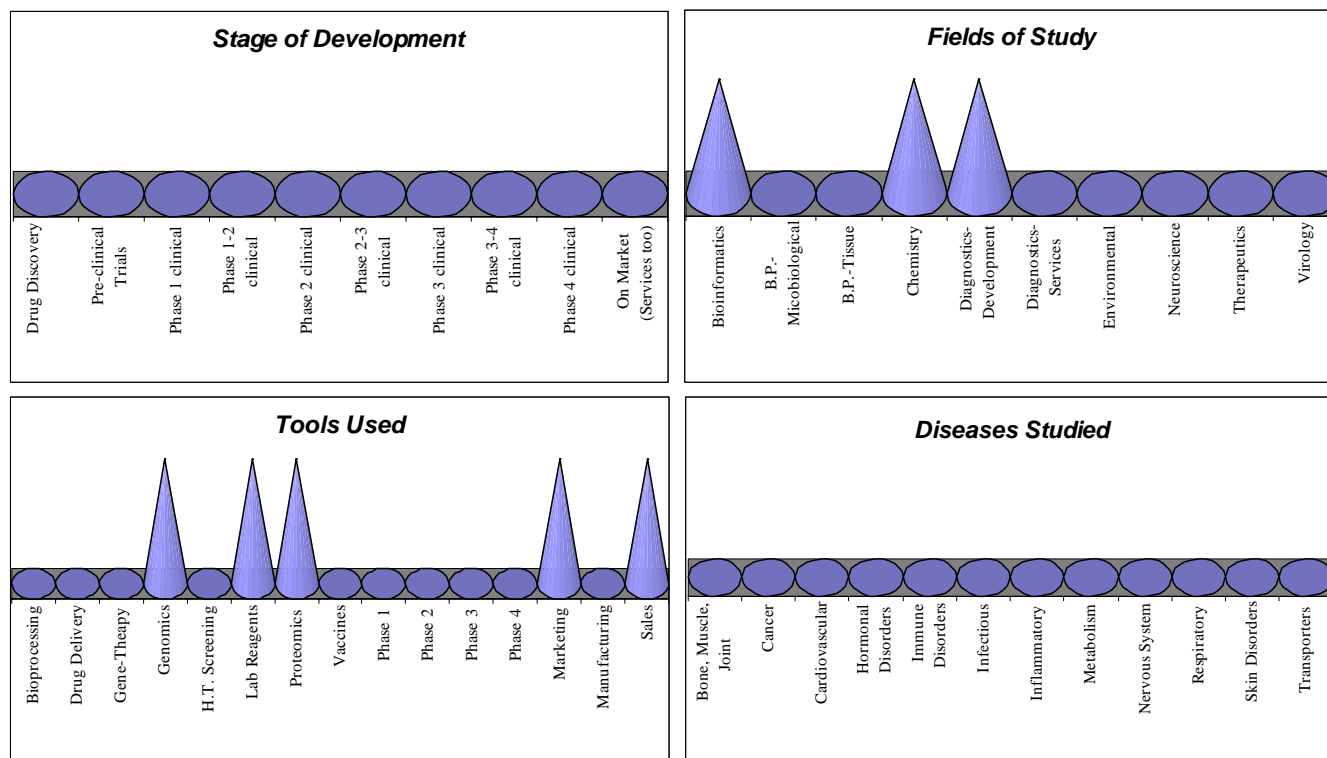 Stage of Development
Drug Discovery
Pre-clinical
Trials
Phase 1 clinical
Phase 1-2
clinical
Phase 2 clinical
Phase 2-3
clinical
Phase 3 clinical
Phase 3-4
clinical
Phase 4 clinical
On Market
(Services too)
Fields of Study
Bioinformatics
B.P.-
Micobiological
B.P.-Tissue
Chemistry
Diagnostics-
Development
Diagnostics-
Services
Environmental
Neuroscience
Therapeutics
Virology
Tools Used
Bioprocessing
Drug Delivery
Gene-Theapy
Genomics
H.T. Screening
Lab Reagents
Proteomics
Vaccines
Phase 1
Phase 2
Phase 3
Phase 4
Marketing
Manufacturing
Sales
Diseases Studied
Bone, Muscle,
Joint
Cancer
Cardiovascular
Hormonal
Disorders
Immune
Disorders
Infectious
Inflammatory
Metabolism
Nervous System
Respiratory
Skin Disorders
Transporters